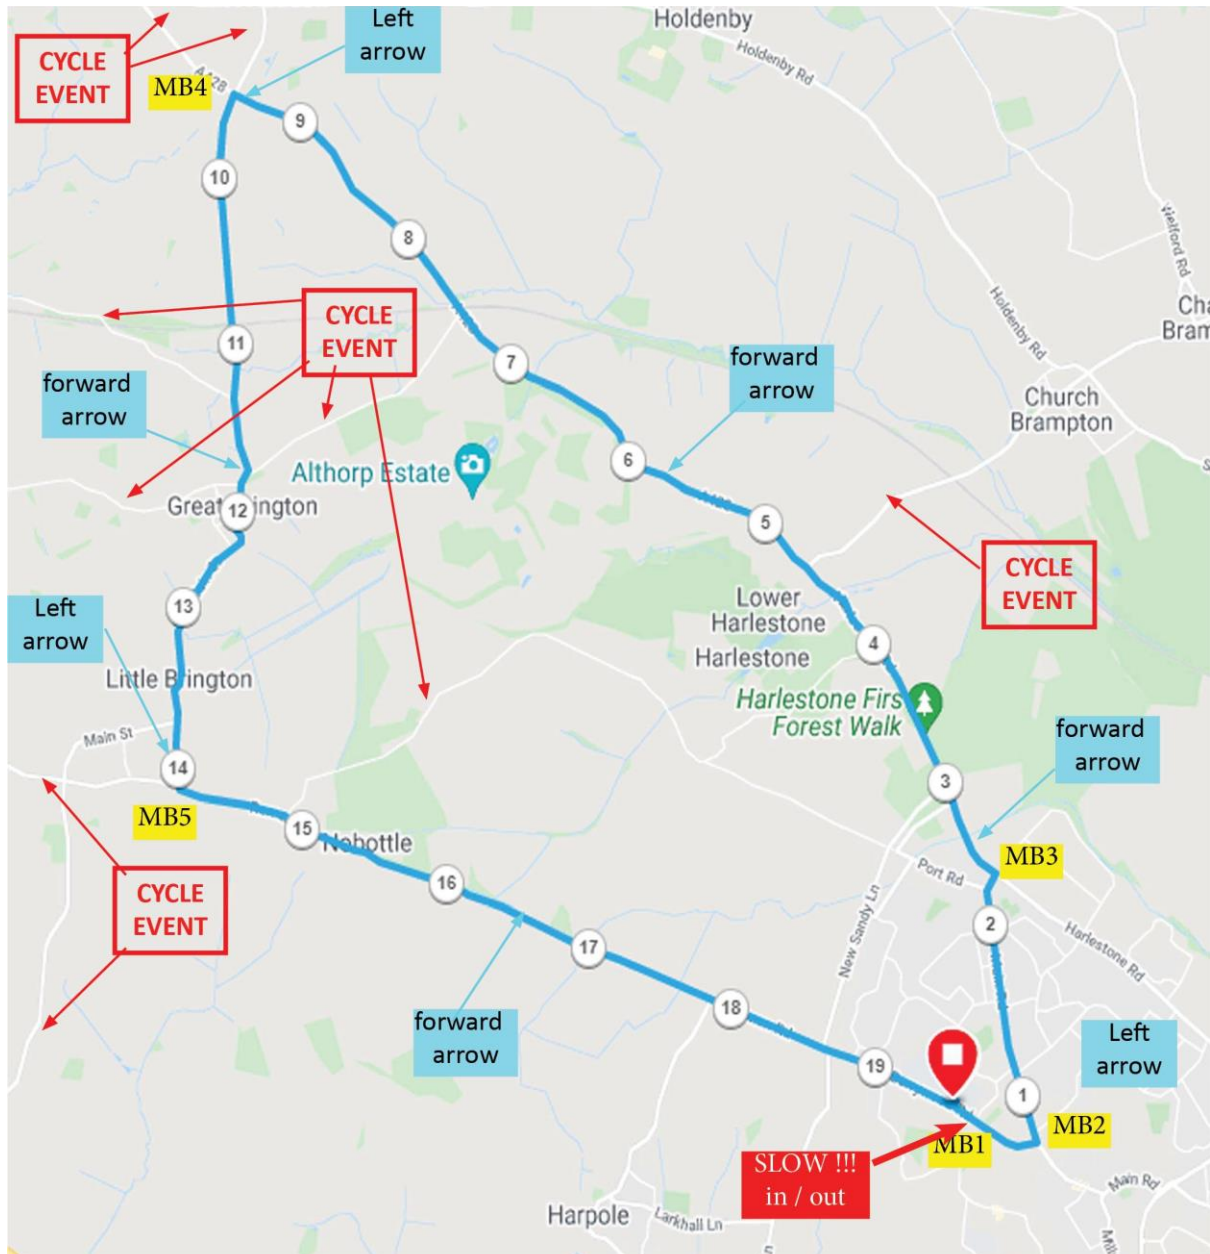 Left
arrow
Holdenby
CYCLE
EVENT
A428
MB4
Holdenby Rd
9
10
8
Welford Rd
CYCLE
EVENT
Holdenby Rd
Cha
Bram
11
7
forward
arrow
forward
arrow
Church
Brampton
6
Althorp Estate
12
5
CYCLE
EVENT
13
Left
arrow
Lower
Harlestone
4
Harlestone
Little Brington
Harlestone Firs
Forest Walk
Main St
forward
arrow
14
3
MB5
15
Nobottle
MB3
Port Rd
16
CYCLE
EVENT
New Sandy Ln
2
Harlestone Rd
17
18
forward
arrow
Left
arrow
19
1
MB2
MB1
SLOW !!!
in / out
Main Rd
Harpole
Larkhall Ln